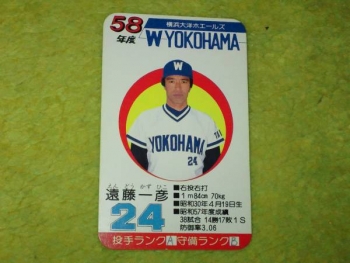 58
年度
横浜大洋ホエールズ
W YOKOHAMA
W
YOKOHAMA
24
えんどうかずひこ
遠藤一彦
24
■右投右打
■1m84cm 70kg
■昭和30年4月19日生
■昭和57年度成績
38試合 14勝17敗1S
防御率3.06
投手ランクA守備ランクB